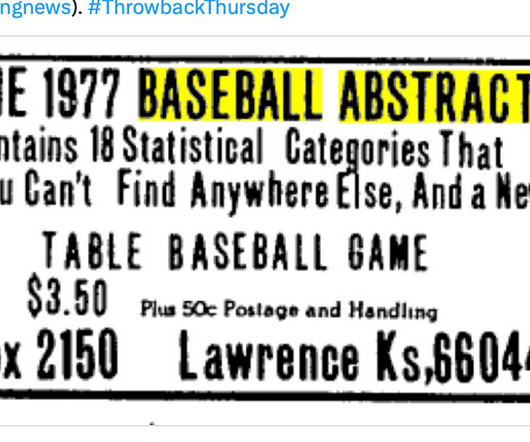 ngnews). #ThrowbackThursday
E 1977 BASEBALL ABSTRACT
ntains 18 Statistical Categories That
u Can't Find Anywhere Else, And a Ne
TABLE BASEBALL GAME
$3.50 Plus 50c Postage and Handling
x 2150 Lawrence Ks,66044